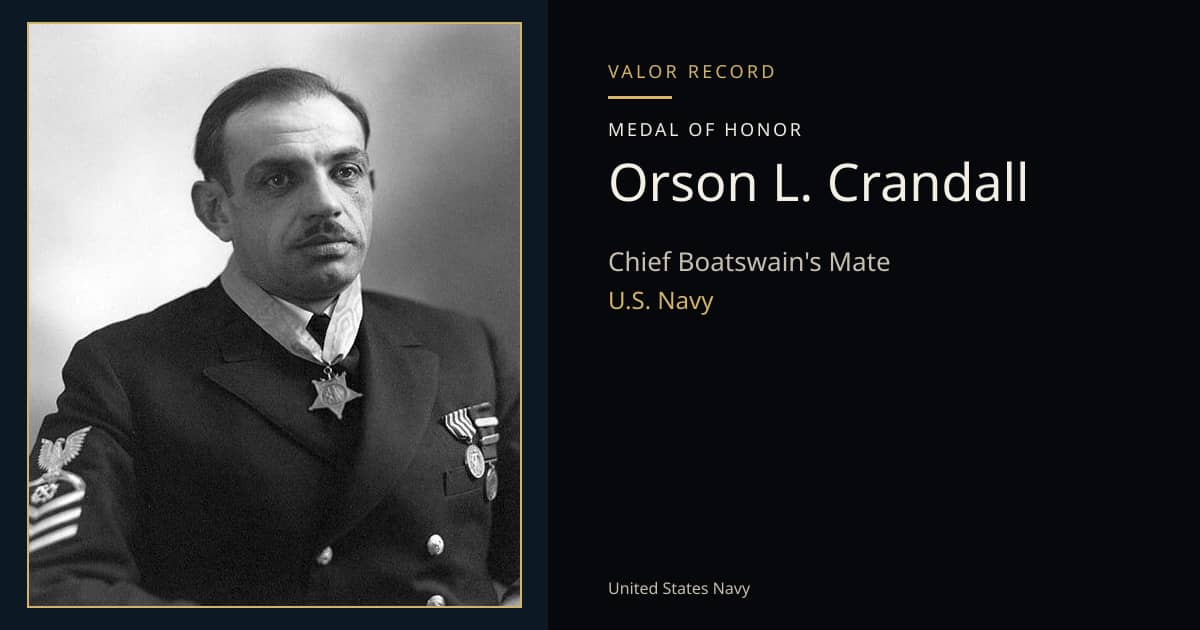 VALOR RECORD
MEDAL OF HONOR
Orson L. Crandall
Chief Boatswain's Mate
U.S. Navy
United States Navy